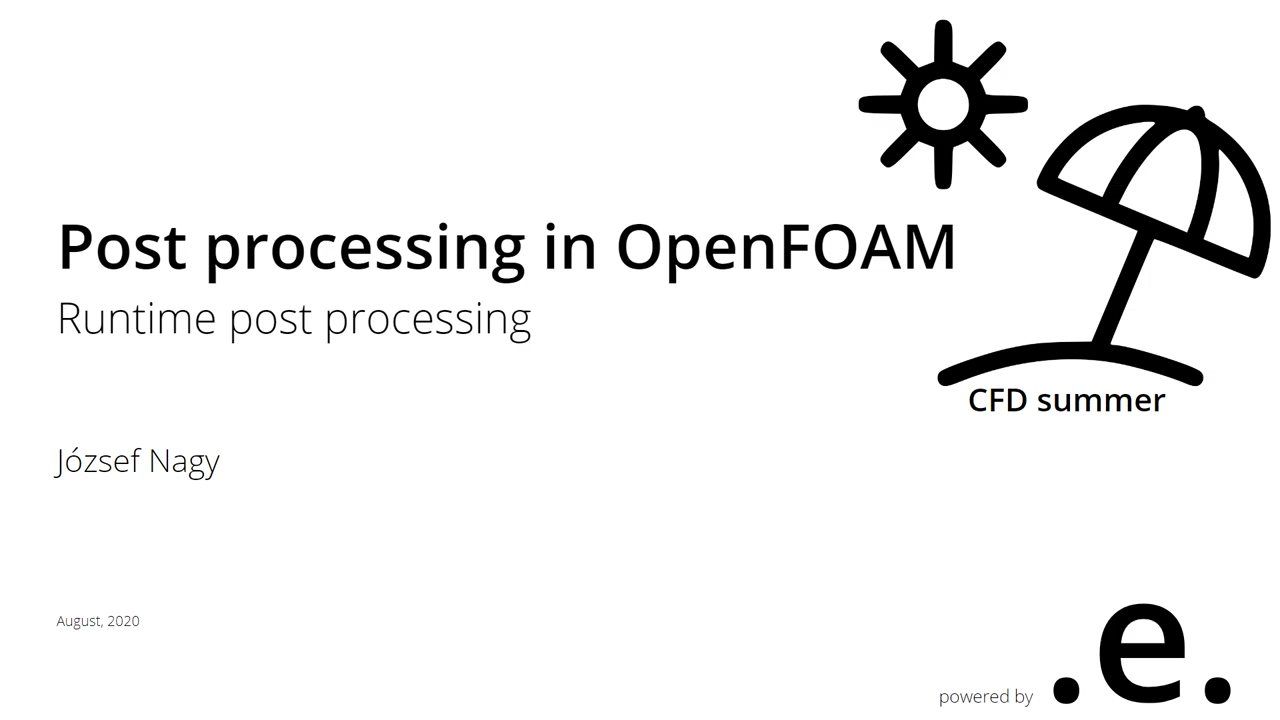 Post processing in OpenFOAM
Runtime post processing
CFD summer
József Nagy
August, 2020
powered by .e.